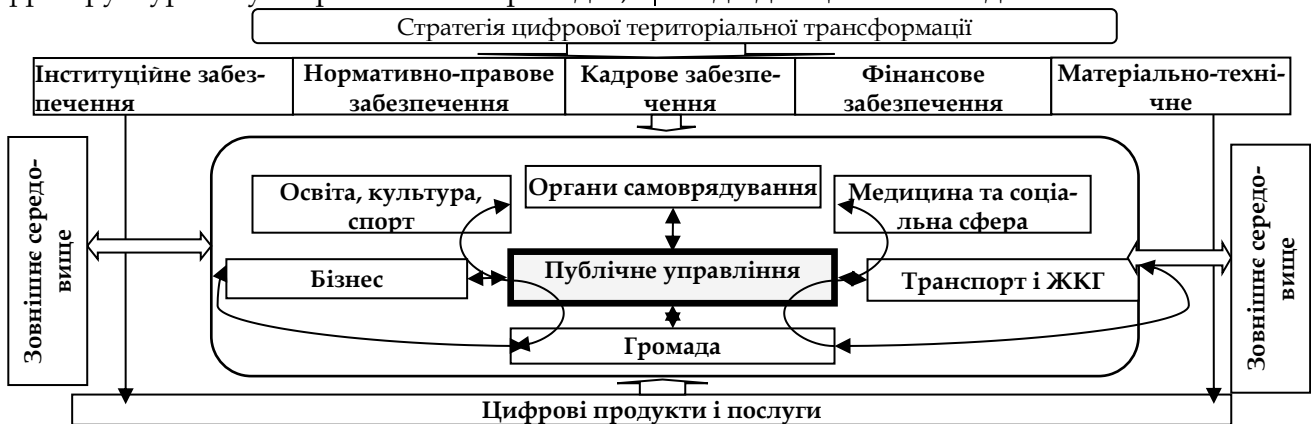 Стратегія цифрової територіальної трансформації
Інституційне забез-
печення
Нормативно-правове
забезпечення
Кадрове забезпе-
чення
Фінансове
забезпечення
Матеріально-техні-
чне
Зовнішнє середо-
вище
Освіта, культура,
спорт
Органи самоврядування
Медицина та соціа-
льна сфера
Бізнес
Публічне управління
Транспорт і ЖКГ
Громада
Зовнішнє середо-
вище
Цифрові продукти і послуги